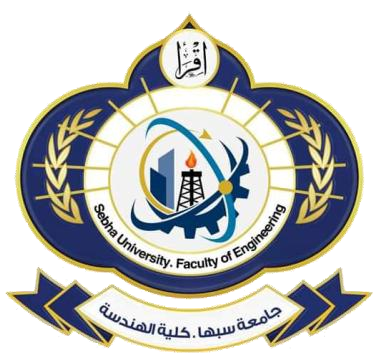 اقرأ
Sebha University. Faculty of Engineering
جامعة سبها . كلية الهندسة